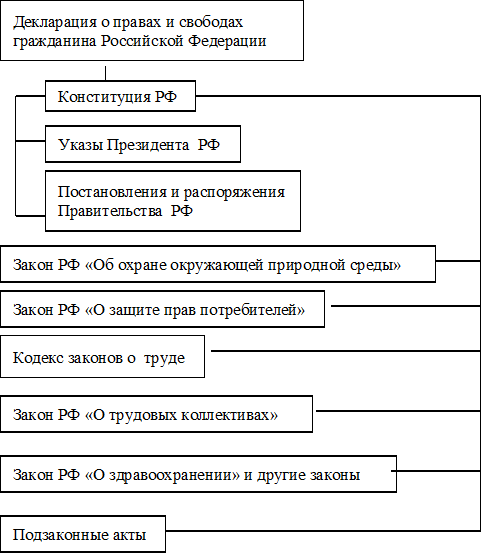 Декларация о правах и свободах
гражданина Российской Федерации
Конституция РФ
Указы Президента РФ
Постановления и распоряжения
Правительства РФ
Закон РФ «Об охране окружающей природной среды»
Закон РФ «О защите прав потребителей»
Кодекс законов о труде
Закон РФ «О трудовых коллективах»
Закон РФ «О здравоохранении» и другие законы
Подзаконные акты